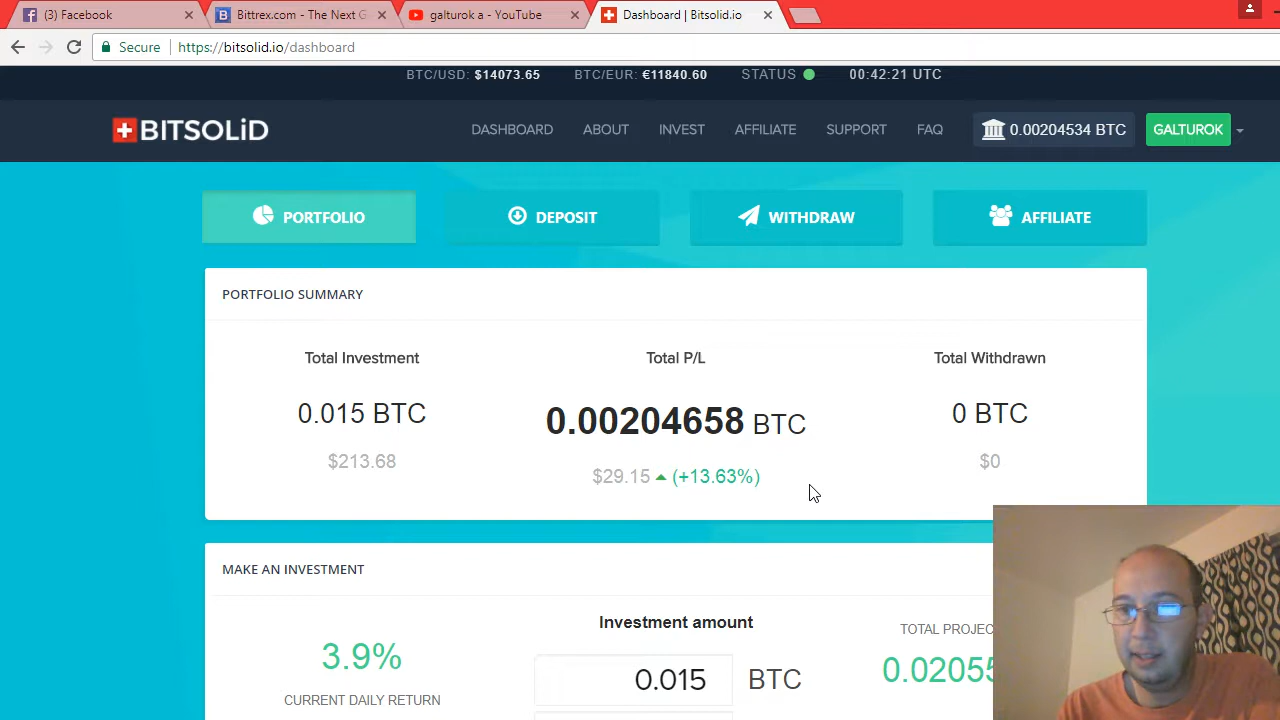 (3) Facebook
Bittrex.com - The Next G
galturok a - YouTube
Dashboard | Bitsolid.io
Secure
https://bitsolid.io/dashboard
BTC/USD: $14073.65
BTC/EUR: €11840.60
STATUS
00:42:21 UTC
BITSOLiD
DASHBOARD
ABOUT
INVEST
AFFILIATE
SUPPORT
FAQ
0.00204534 BTC
GALTUROK
PORTFOLIO
DEPOSIT
WITHDRAW
AFFILIATE
PORTFOLIO SUMMARY
Total Investment
Total P/L
Total Withdrawn
0.015 BTC
0.00204658 BTC
0 BTC
$213.68
$29.15 (+13.63%)
$0
MAKE AN INVESTMENT
Investment amount
TOTAL PROJEC
3.9%
0.015 BTC
0.02055
CURRENT DAILY RETURN